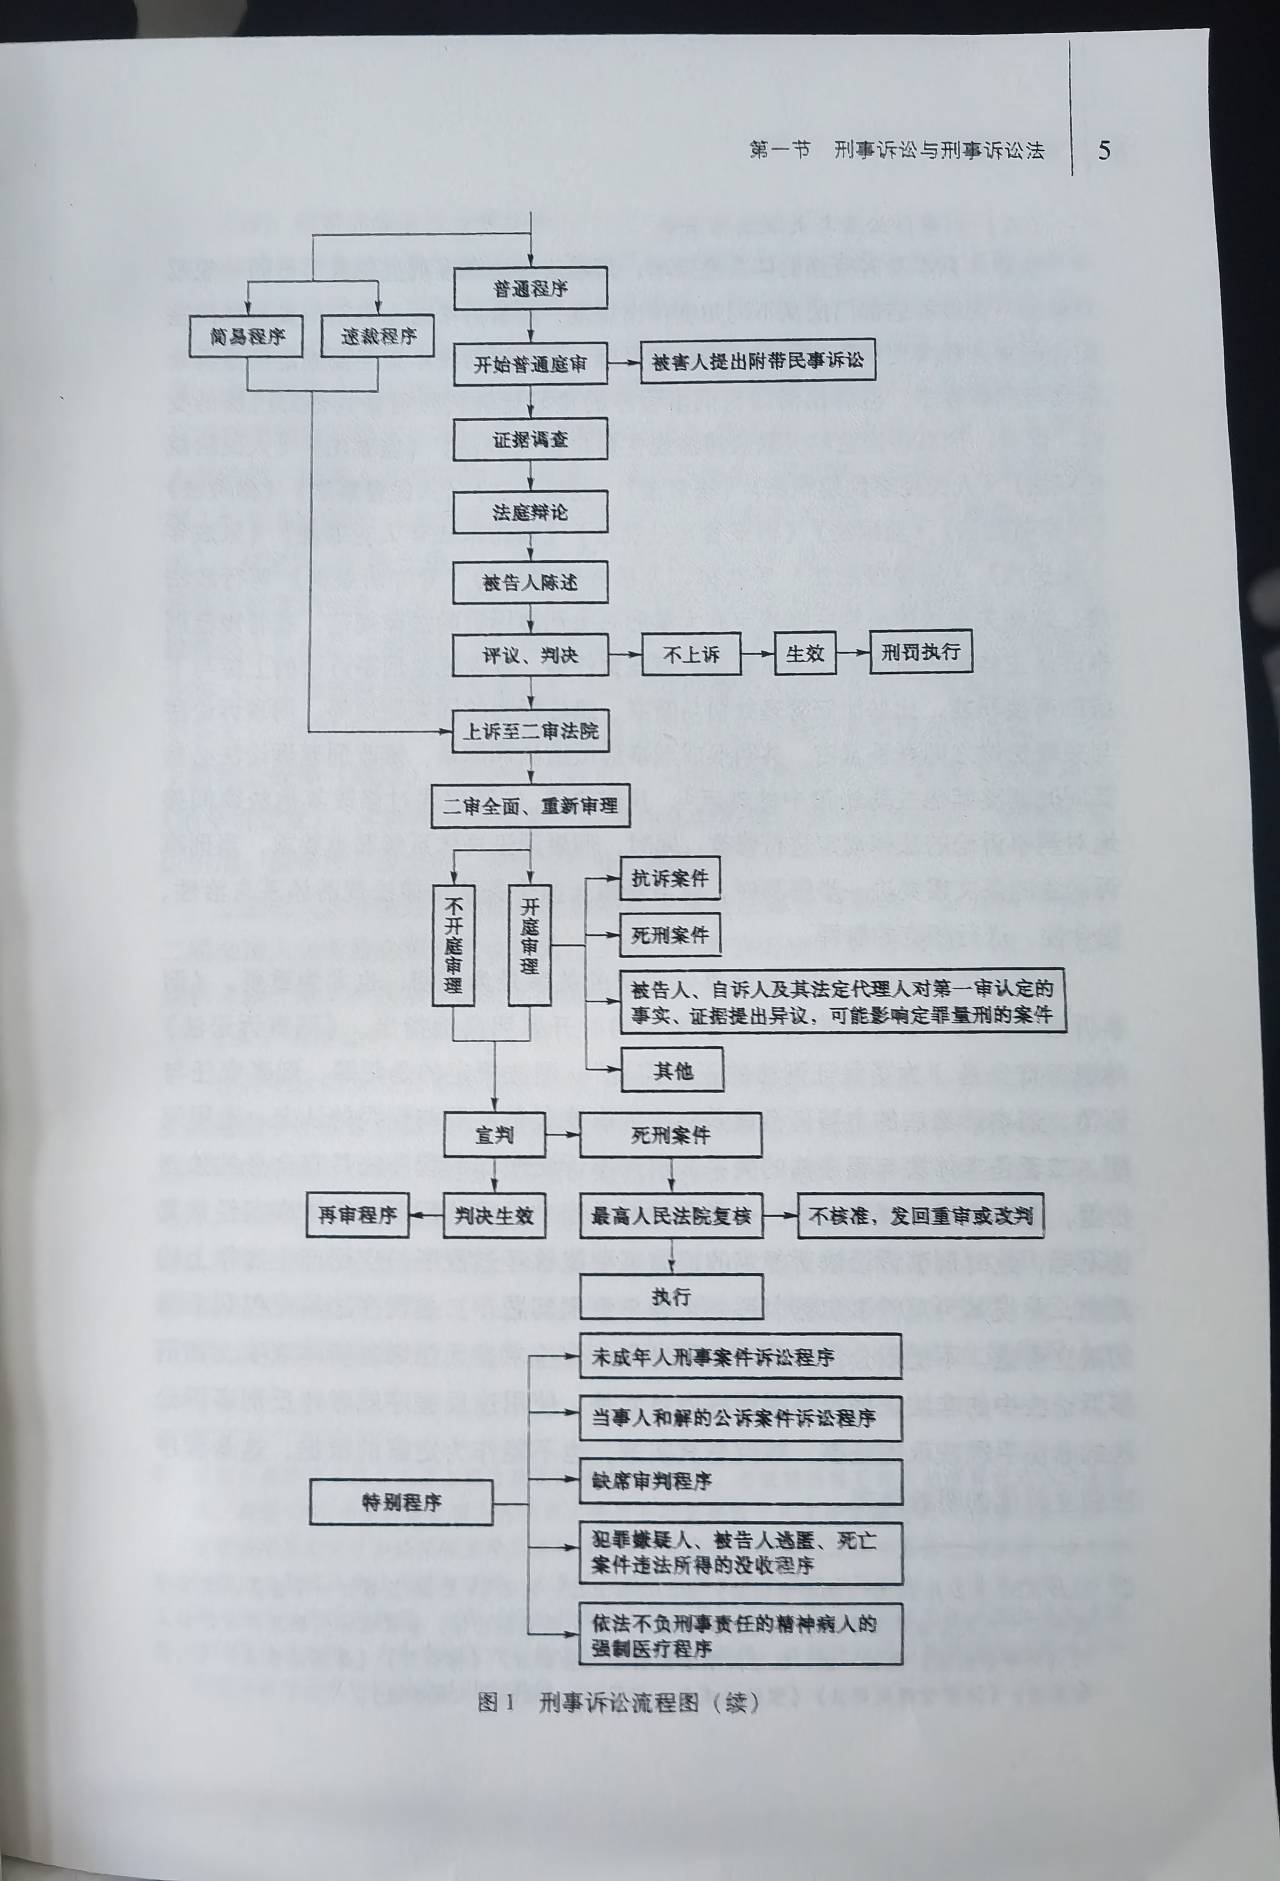 第一节 刑事诉讼与刑事诉讼法
5
普通程序
简易程序
速裁程序
开始普通庭审
被害人提出附带民事诉讼
证据调查
法庭辩论
被告人陈述
评议、判决
不上诉
生效
刑罚执行
上诉至二审法院
二审全面、重新审理
不开庭审理
开庭审理
抗诉案件
死刑案件
被告人、自诉人及其法定代理人对第一审认定的
事实、证据提出异议，可能影响定罪量刑的案件
其他
宣判
死刑案件
再审程序
判决生效
最高人民法院复核
不核准，发回重审或改判
执行
未成年人刑事案件诉讼程序
当事人和解的公诉案件诉讼程序
缺席审判程序
特别程序
犯罪嫌疑人、被告人逃匿、死亡
案件违法所得的没收程序
依法不负刑事责任的精神病人的
强制医疗程序
图1 刑事诉讼流程图（续）